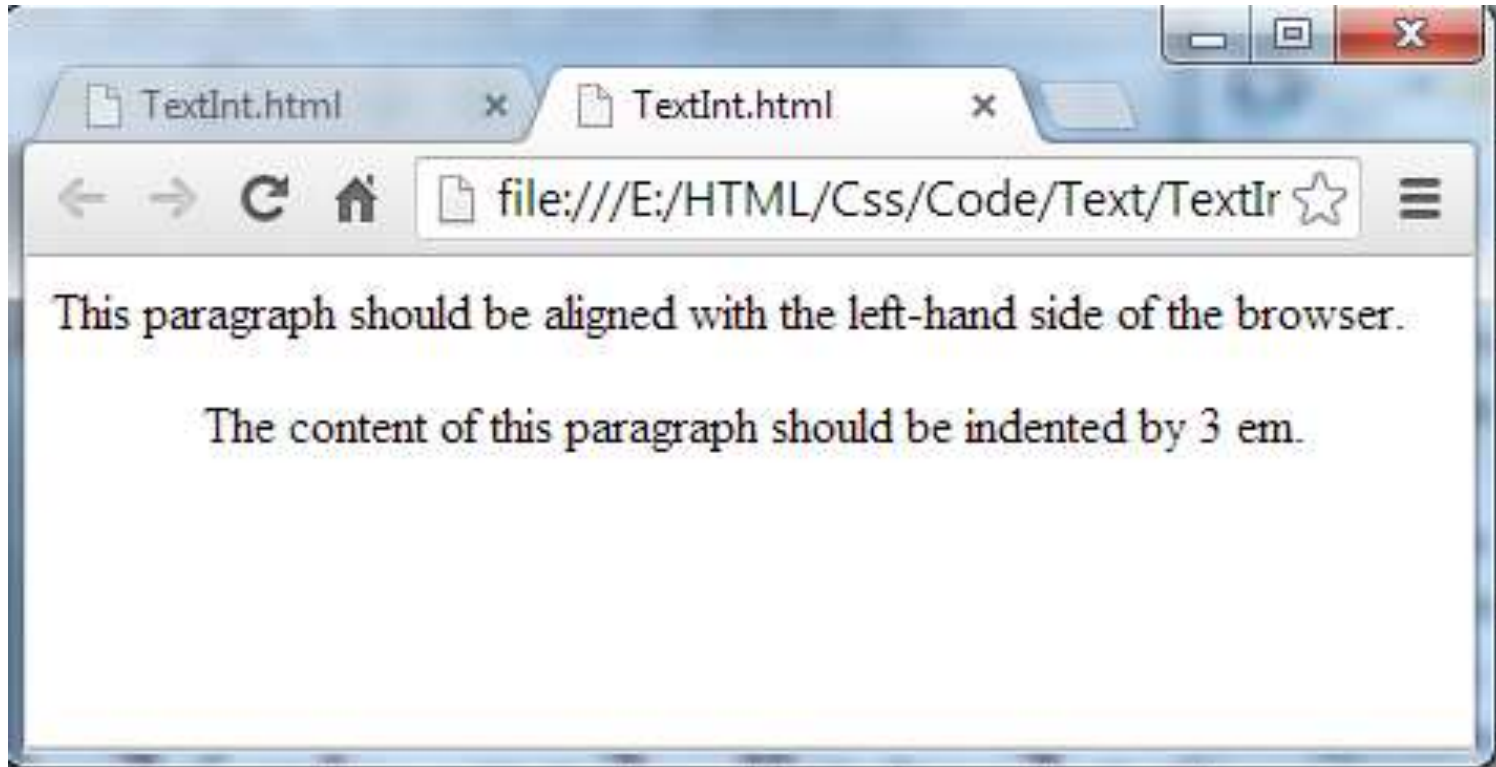 TextInt.html
TextInt.html
file:///E:/HTML/Css/Code/Text/TextIr
This paragraph should be aligned with the left-hand side of the browser.
The content of this paragraph should be indented by 3 em.